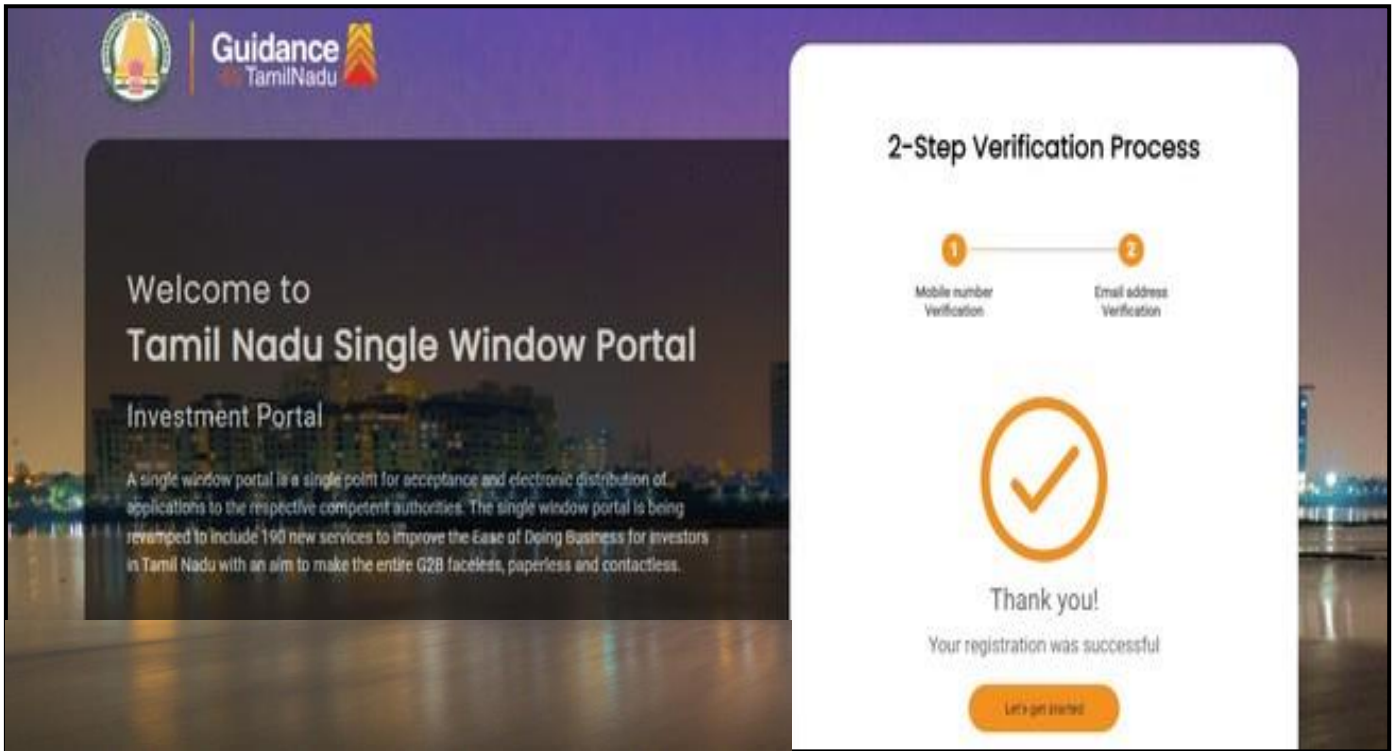 Guidance
TamilNadu
Welcome to
Tamil Nadu Single Window Portal
Investment Portal
A single window portal is a single point for acceptance and electronic distribution of
applications to the respective competent authorities. The single window portal is being
revamped to include 190 new services to improve the Ease of Doing Business for investors
in Tamil Nadu with an aim to make the entire G2B faceless, paperless and contactless.
2-Step Verification Process
1
2
Mobile number
Verification
Email address
Verification
Thank you!
Your registration was successful
Let's get started